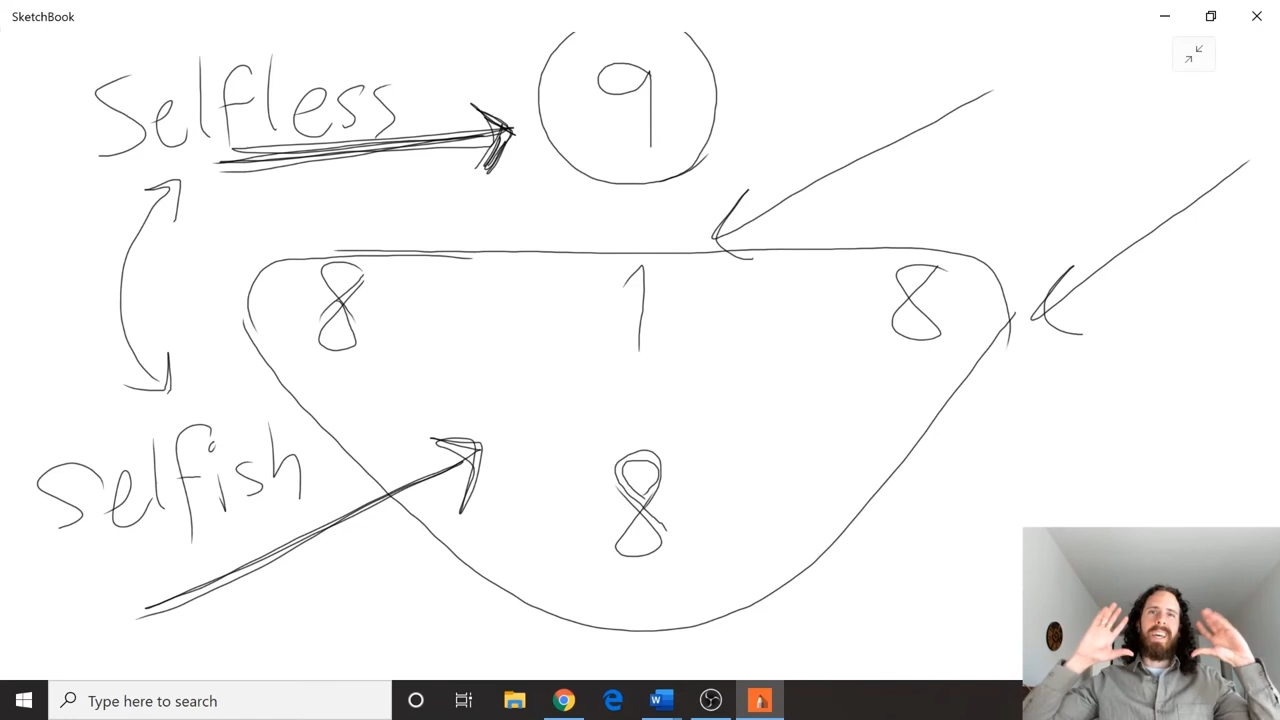 SketchBook
Selfless
9
8 1 8
Selfish
8
Type here to search